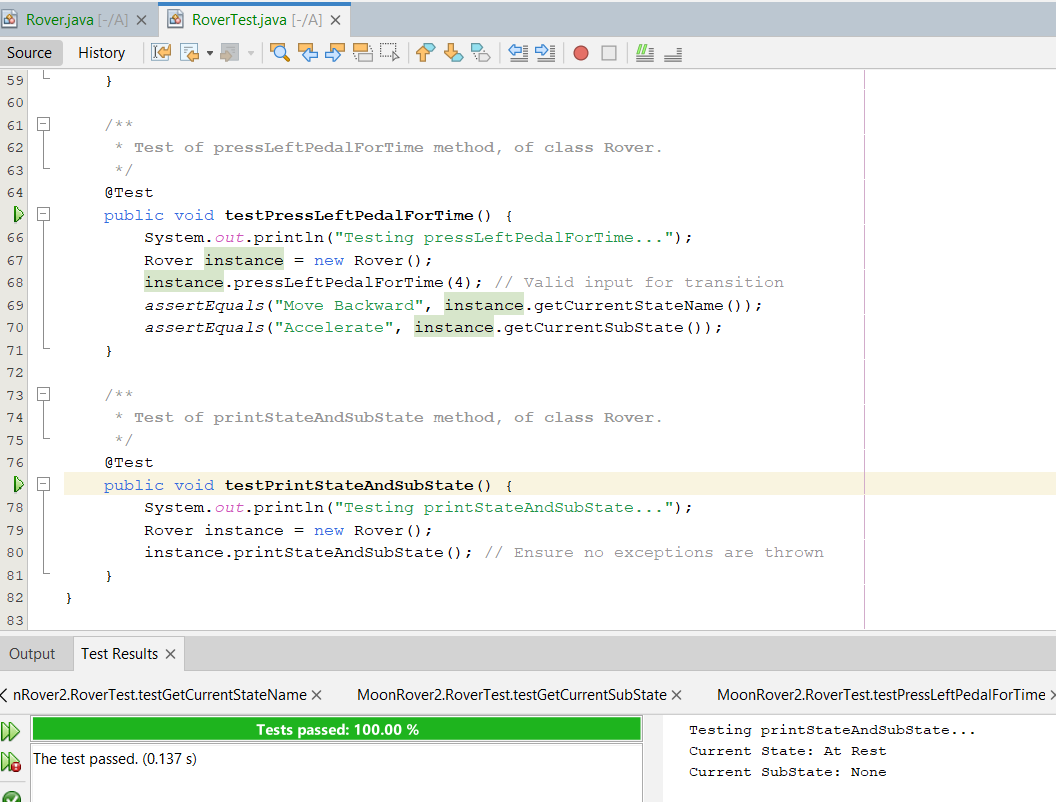 Rover.java [-/A] × RoverTest.java [-/A] ×
Source History
59 }
60
61 /**
62 * Test of pressLeftPedalForTime method, of class Rover.
63 */
64 @Test
public void testPressLeftPedalForTime() {
66 System.out.println("Testing pressLeftPedalForTime...");
67 Rover instance = new Rover();
68 instance.pressLeftPedalForTime(4); // Valid input for transition
69 assertEquals("Move Backward", instance.getCurrentStateName());
70 assertEquals("Accelerate", instance.getCurrentSubState());
71 }
72
73 /**
74 * Test of printStateAndSubState method, of class Rover.
75 */
76 @Test
public void testPrintStateAndSubState() {
78 System.out.println("Testing printStateAndSubState...");
79 Rover instance = new Rover();
80 instance.printStateAndSubState(); // Ensure no exceptions are thrown
81 }
82 }
83
Output Test Results ×
nRover2.RoverTest.testGetCurrentStateName × MoonRover2.RoverTest.testGetCurrentSubState × MoonRover2.RoverTest.testPressLeftPedalForTime ×
Tests passed: 100.00 %
The test passed. (0.137 s)
Testing printStateAndSubState...
Current State: At Rest
Current SubState: None